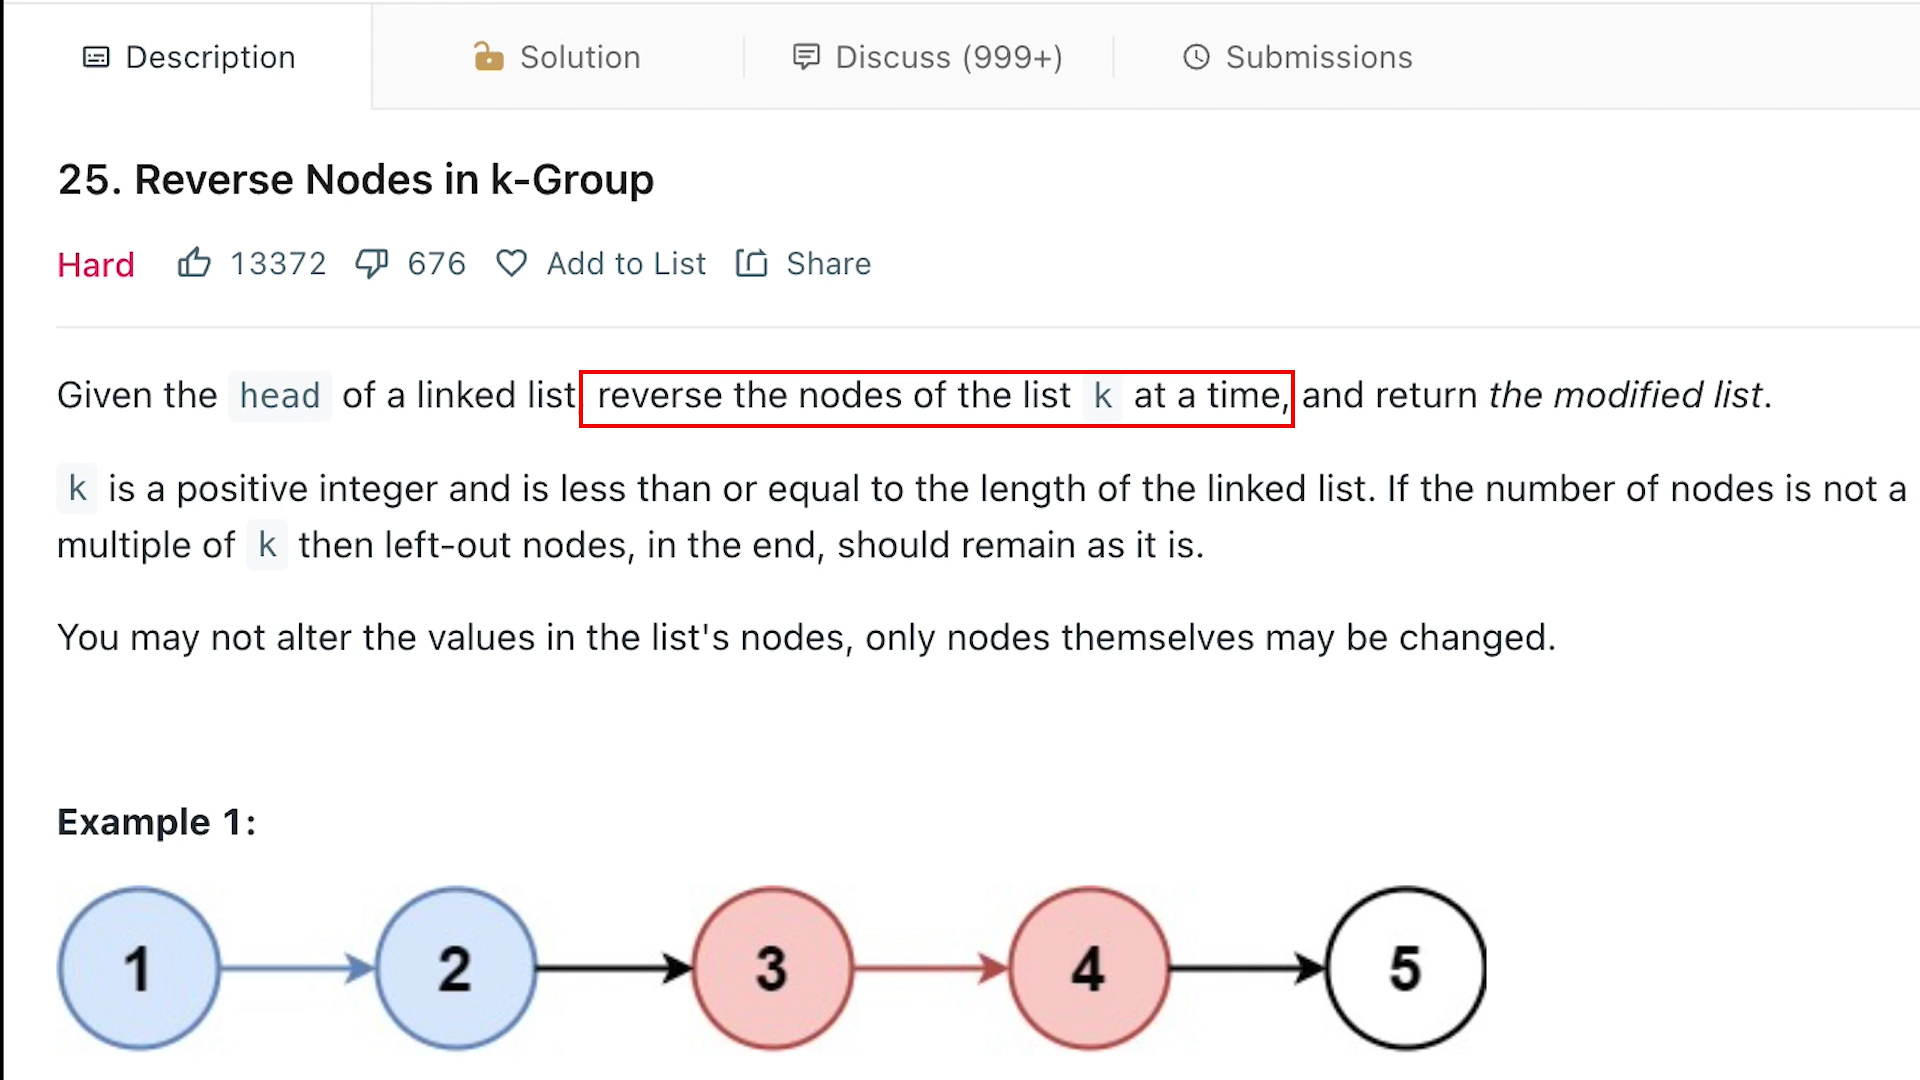 Description Solution Discuss (999+) Submissions
25. Reverse Nodes in k-Group
Hard 13372 676 Add to List Share
Given the head of a linked list, reverse the nodes of the list k at a time, and return the modified list.
k is a positive integer and is less than or equal to the length of the linked list. If the number of nodes is not a
multiple of k then left-out nodes, in the end, should remain as it is.
You may not alter the values in the list's nodes, only nodes themselves may be changed.
Example 1:
1 2 3 4 5